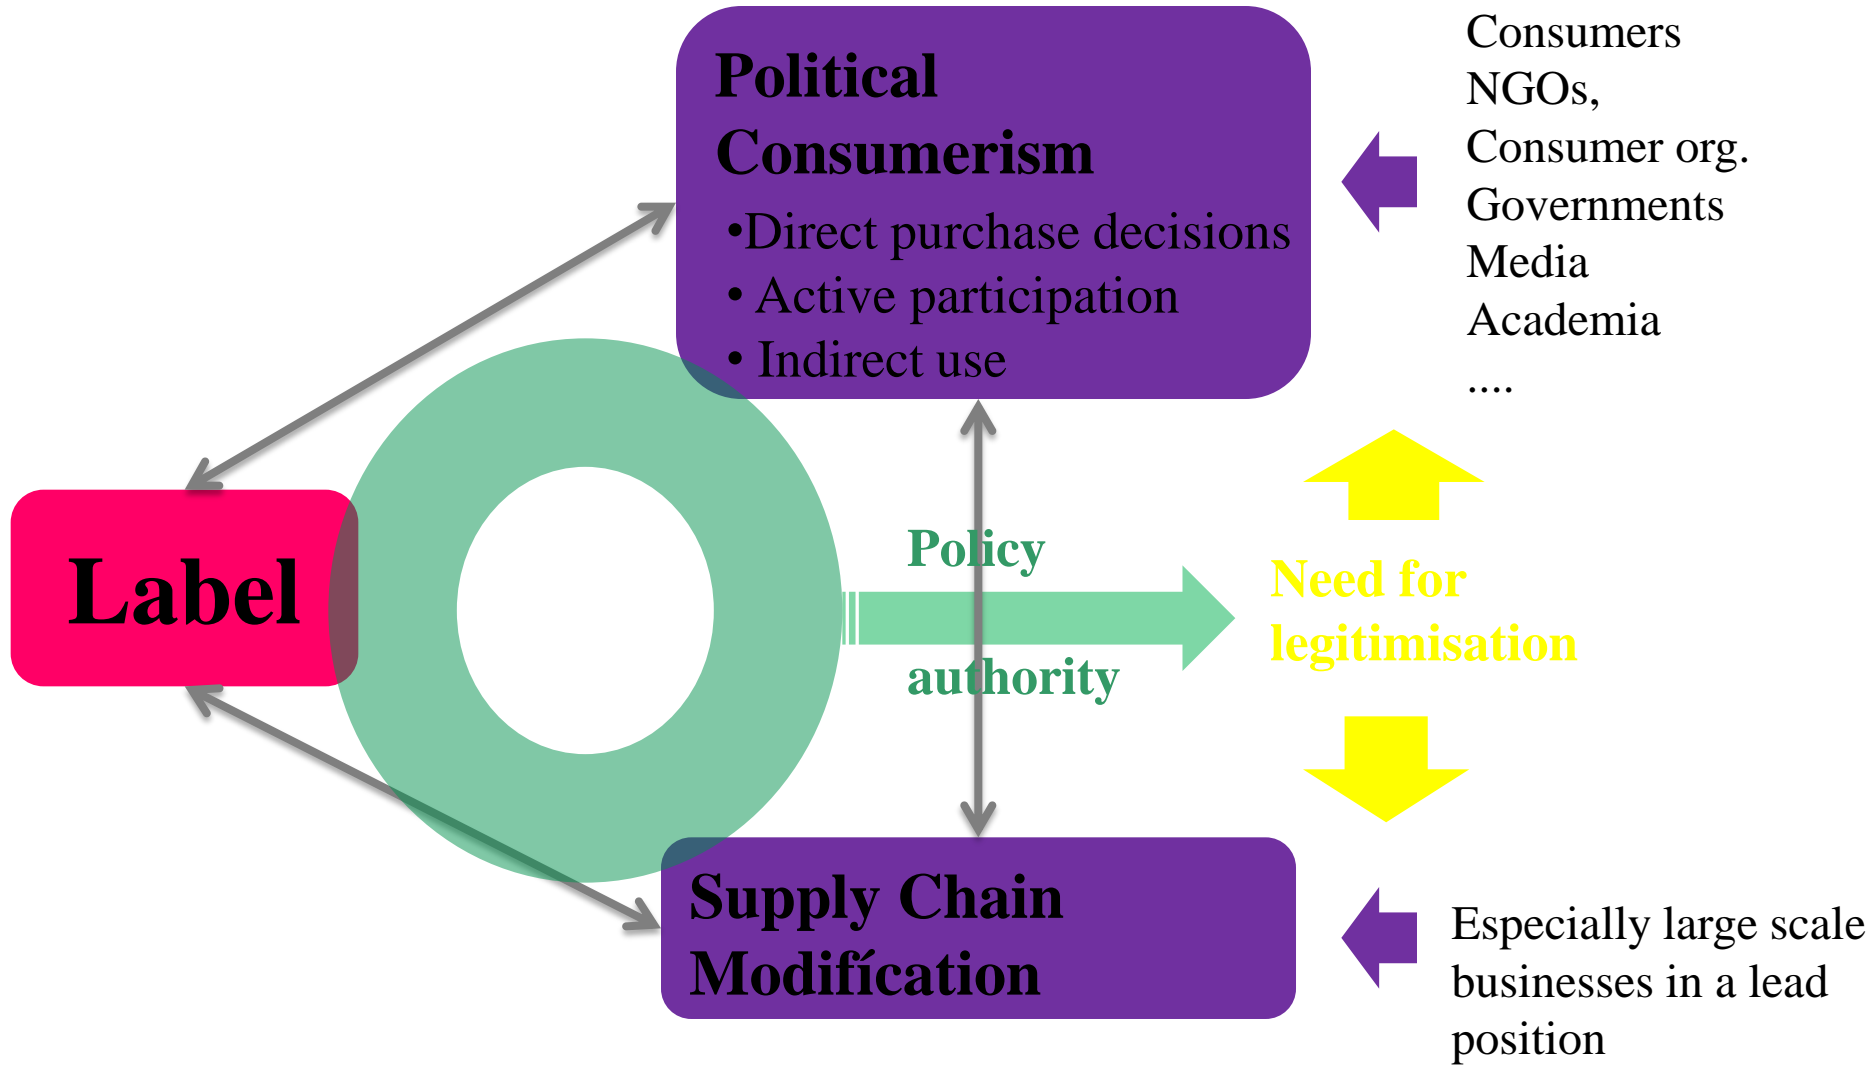 Political
Consumerism
•Direct purchase decisions
• Active participation
• Indirect use
Consumers
NGOs,
Consumer org.
Governments
Media
Academia
....
Label
Policy
authority
Need for
legitimisation
Supply Chain
Modifícation
Especially large scale
businesses in a lead
position